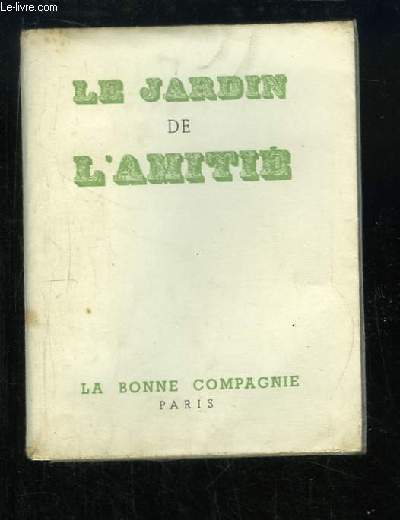 Le-livre.com
LE JARDIN
DE
L'AMITIÉ
LA BONNE COMPAGNIE
PARIS